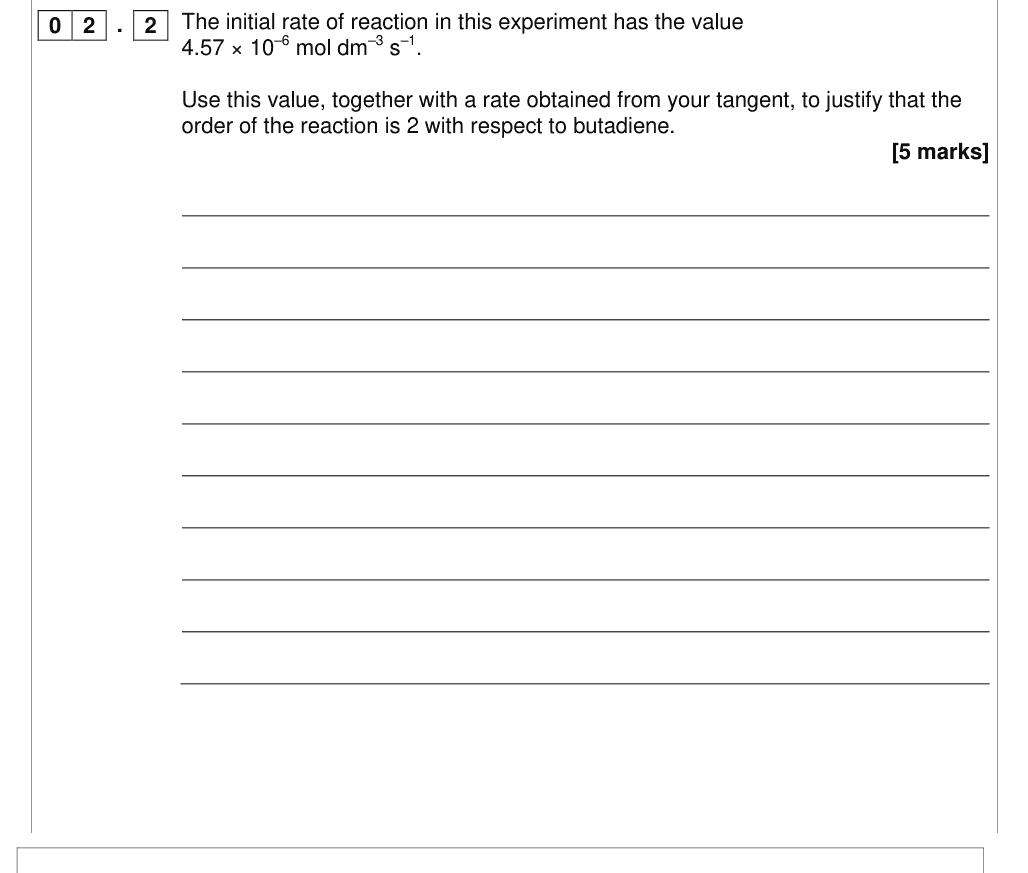 0 2 . 2 The initial rate of reaction in this experiment has the value
4.57 × 10⁻⁶ mol dm⁻³ s⁻¹.
Use this value, together with a rate obtained from your tangent, to justify that the
order of the reaction is 2 with respect to butadiene.
[5 marks]